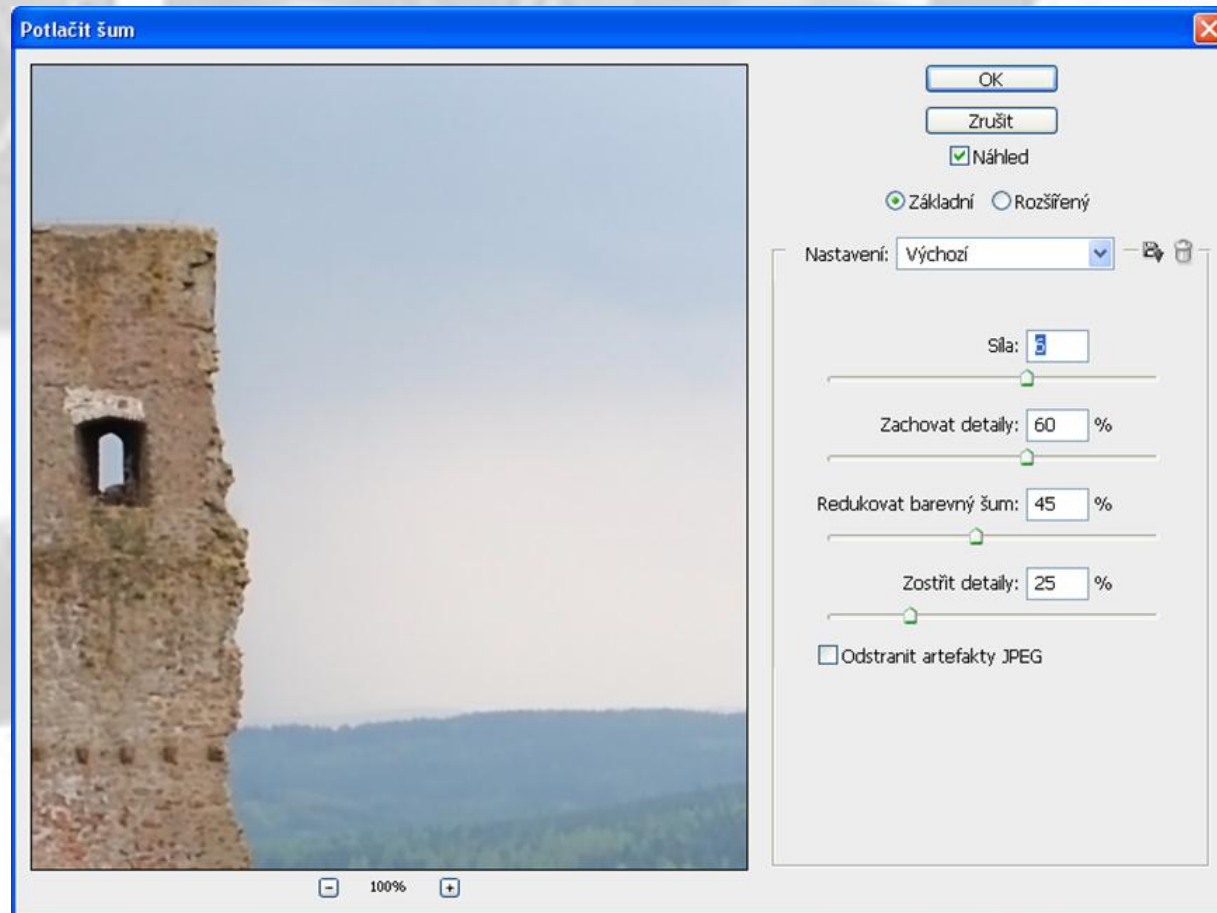 Potlačit šum
OK
Zrušit
Náhled
Základní Rozšířený
Nastavení: Výchozí
Síla: 6
Zachovat detaily: 60 %
Redukovat barevný šum: 45 %
Zostřit detaily: 25 %
Odstranit artefakty JPEG
100%